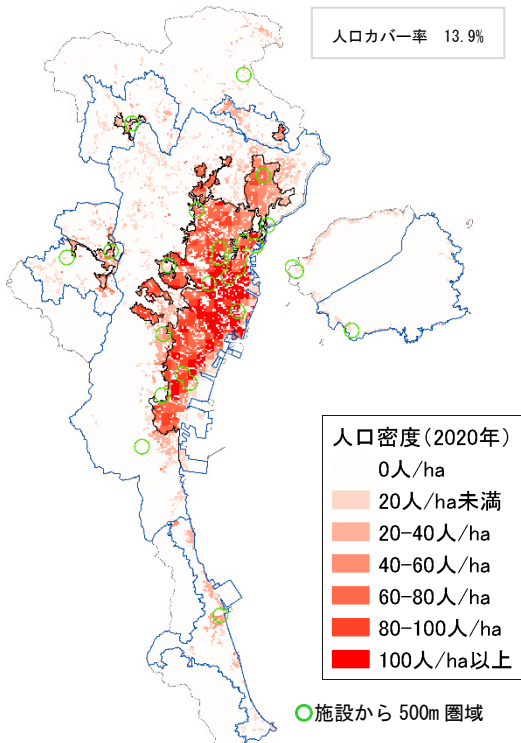 人口カバー率 13.9%
人口密度(2020年)
0人/ha
20人/ha未満
20-40人/ha
40-60人/ha
60-80人/ha
80-100人/ha
100人/ha以上
施設から500m圏域